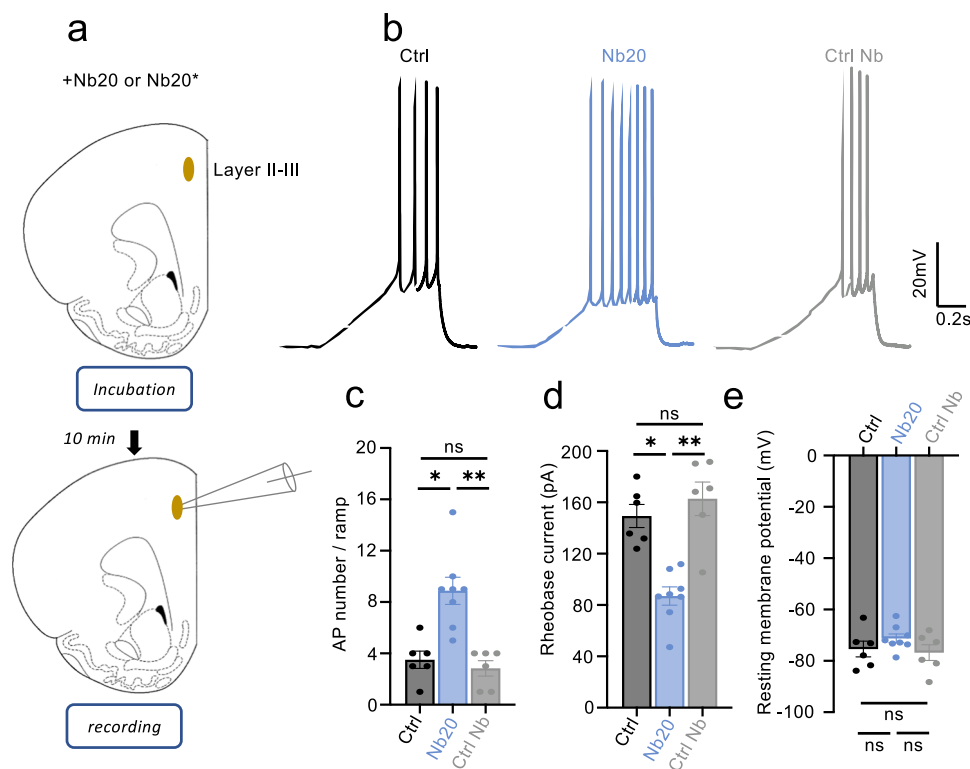 a
+Nb20 or Nb20*
Layer II-III
Incubation
10 min
recording
b
Ctrl
Nb20
Ctrl Nb
20mV
0.2s
c
AP number / ramp
20
16
12
8
4
0
ns
*
**
Ctrl
Nb20
Ctrl Nb
d
Rheobase current (pA)
200
160
120
80
40
0
ns
*
**
Ctrl
Nb20
Ctrl Nb
e
Resting membrane potential (mV)
Ctrl
Nb20
Ctrl Nb
0
-20
-40
-60
-80
-100
ns
ns
ns